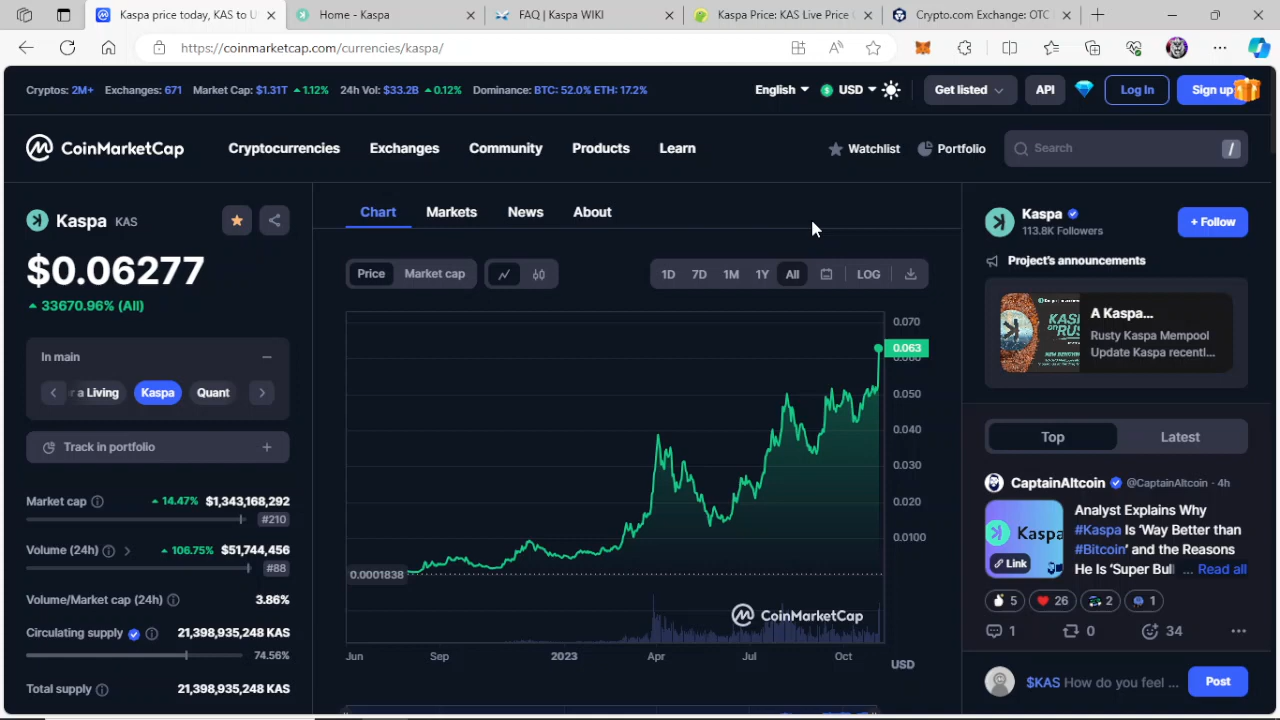 Kaspa price today, KAS to U
Home - Kaspa
FAQ | Kaspa WIKI
Kaspa Price: KAS Live Price
Crypto.com Exchange: OTC
https://coinmarketcap.com/currencies/kaspa/
Cryptos: 2M+ Exchanges: 671 Market Cap: $1.31T 1.12% 24h Vol: $33.2B 0.12% Dominance: BTC: 52.0% ETH: 17.2%
English USD Get listed API Log In Sign up
CoinMarketCap Cryptocurrencies Exchanges Community Products Learn Watchlist Portfolio Search /
Kaspa KAS
$0.06277
33670.96% (All)
In main
a Living Kaspa Quant
Track in portfolio +
Market cap 14.47% $1,343,168,292
#210
Volume (24h) 106.75% $51,744,456
#88
Volume/Market cap (24h) 3.86%
Circulating supply 21,398,935,248 KAS
74.56%
Total supply 21,398,935,248 KAS
Chart Markets News About
Price Market cap 1D 7D 1M 1Y All LOG
0.070
0.063
0.060
0.050
0.040
0.030
0.020
0.0100
0.0001838
CoinMarketCap
Jun Sep 2023 Apr Jul Oct
USD
Kaspa
113.8K Followers
+ Follow
Project's announcements
A Kaspa...
Rusty Kaspa Mempool
Update Kaspa recentl...
Top Latest
CaptainAltcoin @CaptainAltcoin · 4h
Analyst Explains Why
#Kaspa Is 'Way Better than
#Bitcoin' and the Reasons
He Is 'Super Bull ... Read all
Kaspa
Link
5 26 2 1
1 0 34
$KAS How do you feel ... Post